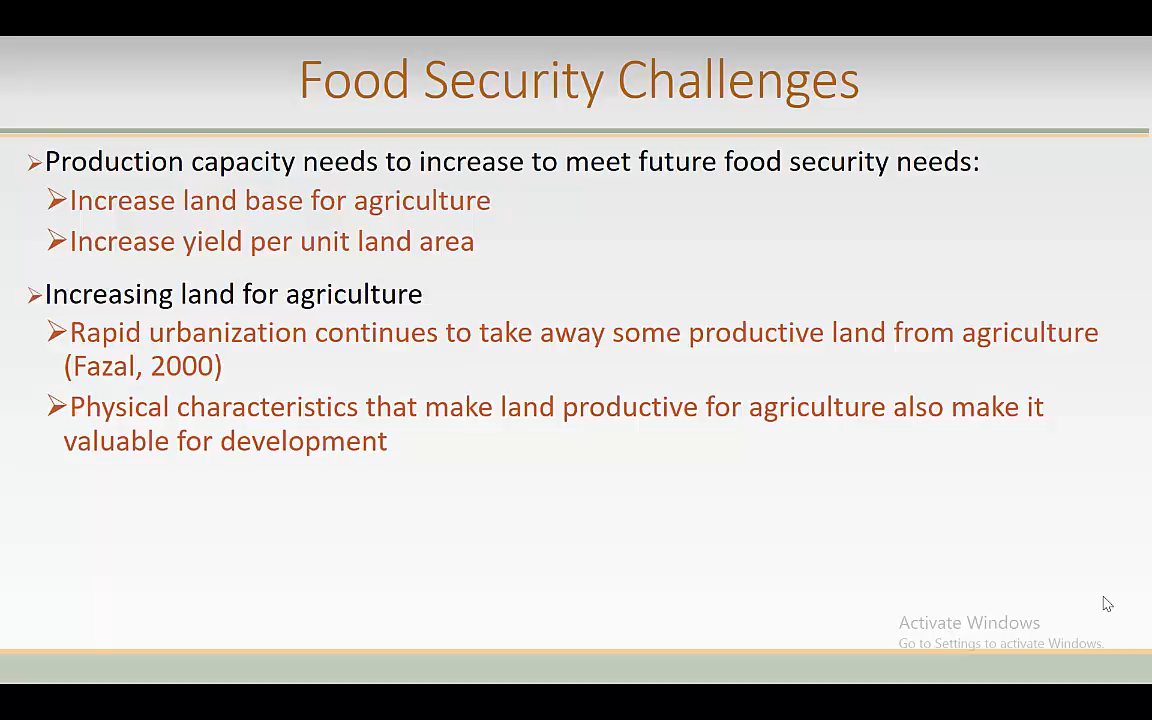 Food Security Challenges
➢Production capacity needs to increase to meet future food security needs:
➢Increase land base for agriculture
➢Increase yield per unit land area
➢Increasing land for agriculture
➢Rapid urbanization continues to take away some productive land from agriculture
(Fazal, 2000)
➢Physical characteristics that make land productive for agriculture also make it
valuable for development
Activate Windows
Go to Settings to activate Windows.